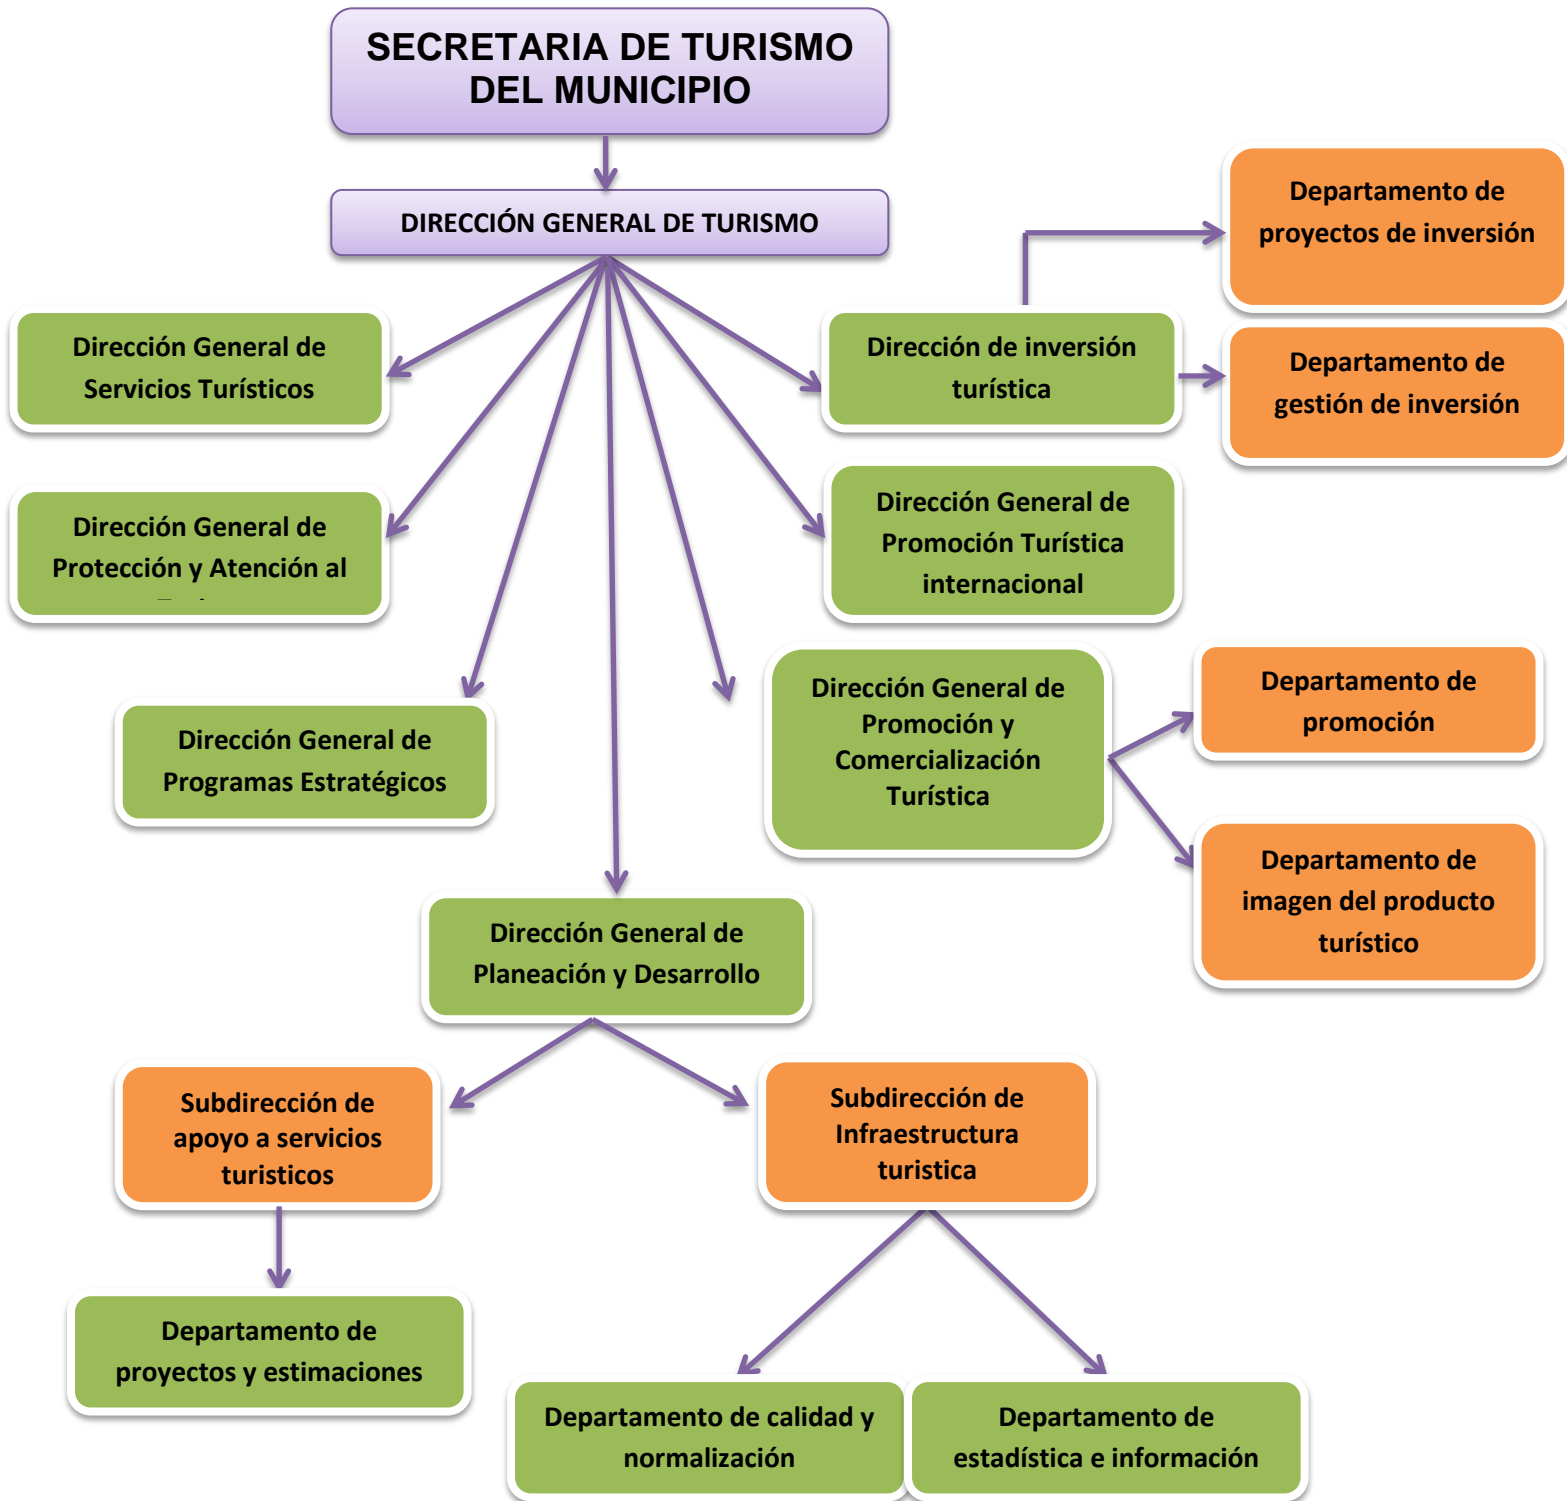 SECRETARIA DE TURISMO
DEL MUNICIPIO
DIRECCIÓN GENERAL DE TURISMO
Departamento de
proyectos de inversión
Dirección General de
Servicios Turísticos
Dirección de inversión
turística
Departamento de
gestión de inversión
Dirección General de
Protección y Atención al
Dirección General de
Promoción Turística
internacional
Dirección General de
Programas Estratégicos
Dirección General de
Promoción y
Comercialización
Turística
Departamento de
promoción
Departamento de
imagen del producto
turístico
Dirección General de
Planeación y Desarrollo
Subdirección de
apoyo a servicios
turisticos
Subdirección de
Infraestructura
turistica
Departamento de
proyectos y estimaciones
Departamento de calidad y
normalización
Departamento de
estadística e información